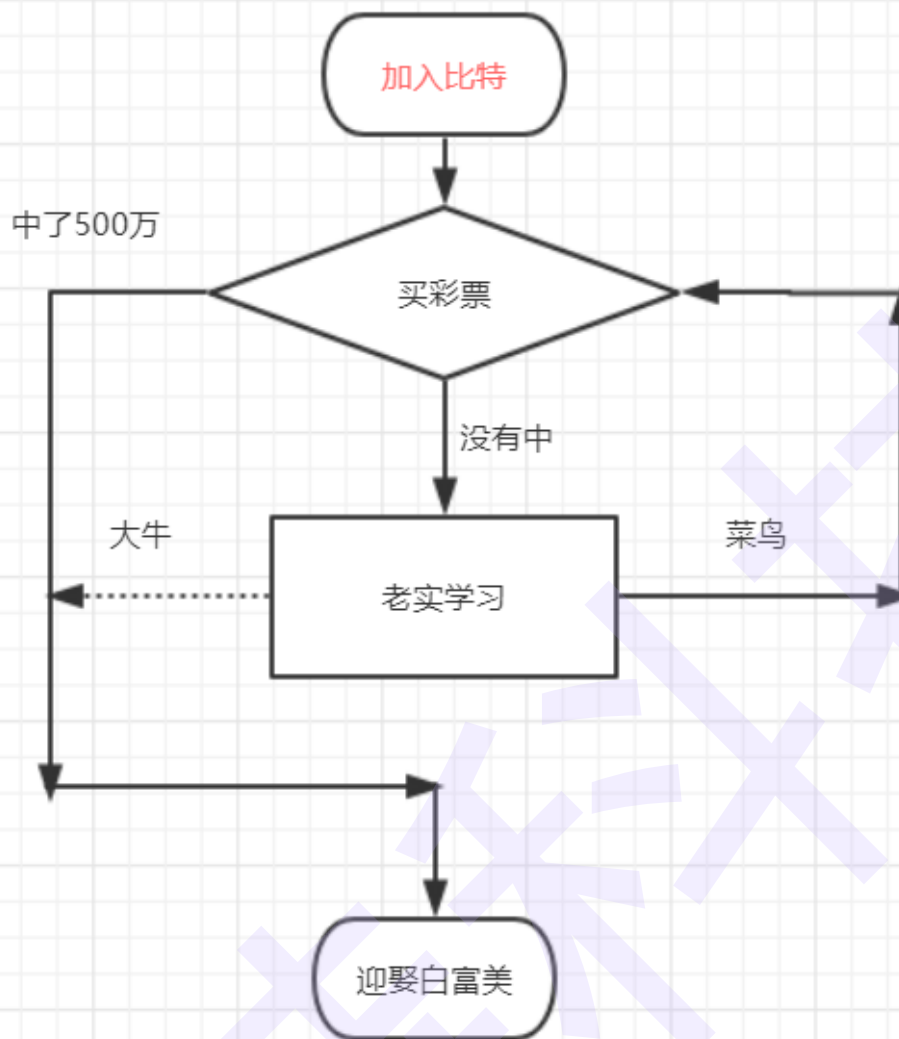 加入比特
中了500万
买彩票
没有中
大牛
菜鸟
老实学习
迎娶白富美